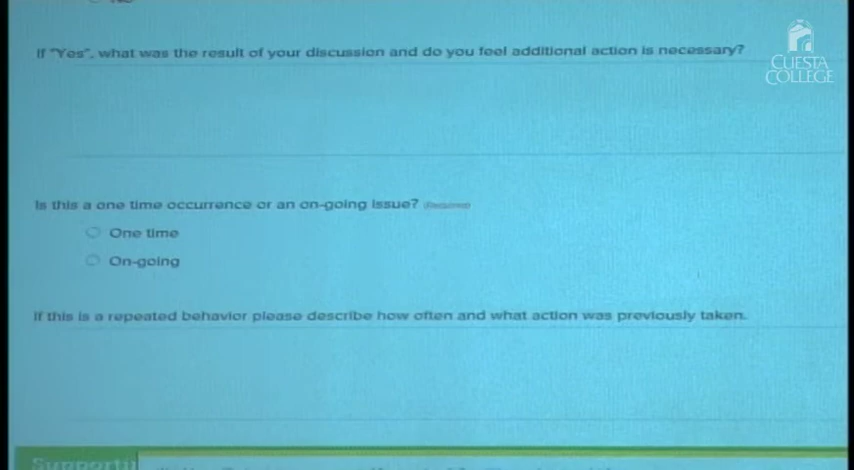 If "Yes", what was the result of your discussion and do you feel additional action is necessary?
CUESTA
COLLEGE
Is this a one time occurrence or an on-going issue? (Required)
One time
On-going
If this is a repeated behavior please describe how often and what action was previously taken.